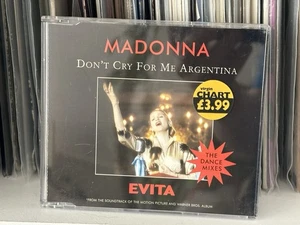 MADONNA
DON'T CRY FOR ME ARGENTINA
virgin
CHART
£3.99
THE
DANCE
MIXES
EVITA
FROM THE SOUNDTRACK OF THE MOTION PICTURE AND WARNER BROS. ALBUM